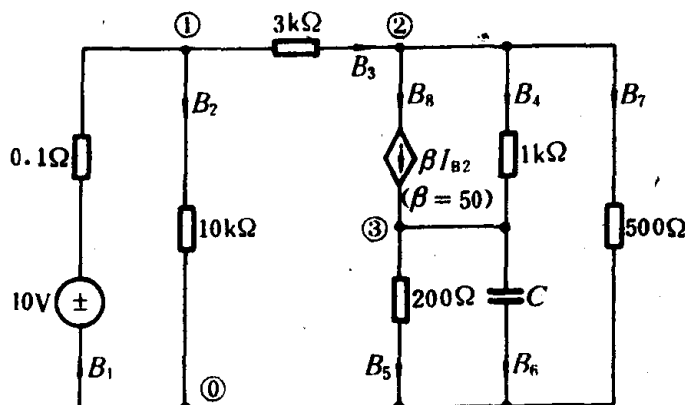 ① 3kΩ ②
B₃
B₂ B₈ B₄ B₇
0.1Ω βI_B2 1kΩ
(β=50)
③
10kΩ 500Ω
10V ± 200Ω C
B₁ B₅ B₆
⓪